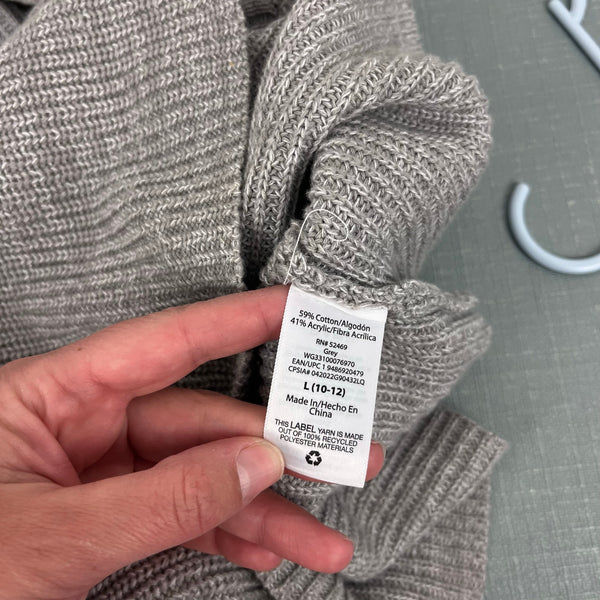 59% Cotton/Algodón
41% Acrylic/Fibra Acrílica
RN# 52469
Grey
WG33100076970
EAN/UPC 1 9486920479
CPSIA# 042022G90432LQ
L (10-12)
Made In/Hecho En
China
THIS LABEL YARN IS MADE
OUT OF 100% RECYCLED
POLYESTER MATERIALS